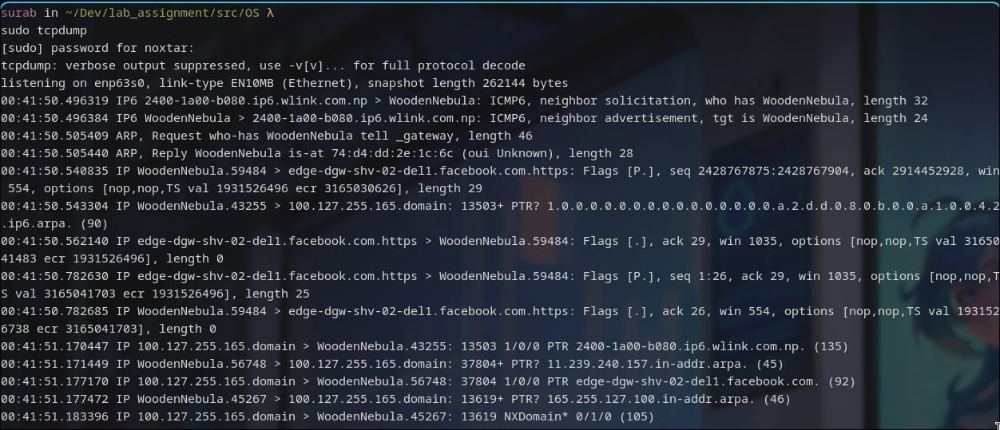 surab in ~/Dev/lab_assignment/src/OS λ
sudo tcpdump
[sudo] password for noxtar:
tcpdump: verbose output suppressed, use -v[v]... for full protocol decode
listening on enp63s0, link-type EN10MB (Ethernet), snapshot length 262144 bytes
00:41:50.496319 IP6 2400-1a00-b080.ip6.wlink.com.np > WoodenNebula: ICMP6, neighbor solicitation, who has WoodenNebula, length 32
00:41:50.496384 IP6 WoodenNebula > 2400-1a00-b080.ip6.wlink.com.np: ICMP6, neighbor advertisement, tgt is WoodenNebula, length 24
00:41:50.505409 ARP, Request who-has WoodenNebula tell _gateway, length 46
00:41:50.505440 ARP, Reply WoodenNebula is-at 74:d4:dd:2e:1c:6c (oui Unknown), length 28
00:41:50.540835 IP WoodenNebula.59484 > edge-dgw-shv-02-del1.facebook.com.https: Flags [P.], seq 2428767875:2428767904, ack 2914452928, win
 554, options [nop,nop,TS val 1931526496 ecr 3165030626], length 29
00:41:50.543304 IP WoodenNebula.43255 > 100.127.255.165.domain: 13503+ PTR? 1.0.0.0.0.0.0.0.0.0.0.0.0.0.0.0.a.2.d.d.0.8.0.b.0.0.a.1.0.0.4.2
.ip6.arpa. (90)
00:41:50.562140 IP edge-dgw-shv-02-del1.facebook.com.https > WoodenNebula.59484: Flags [.], ack 29, win 1035, options [nop,nop,TS val 31650
41483 ecr 1931526496], length 0
00:41:50.782630 IP edge-dgw-shv-02-del1.facebook.com.https > WoodenNebula.59484: Flags [P.], seq 1:26, ack 29, win 1035, options [nop,nop,T
S val 3165041703 ecr 1931526496], length 25
00:41:50.782685 IP WoodenNebula.59484 > edge-dgw-shv-02-del1.facebook.com.https: Flags [.], ack 26, win 554, options [nop,nop,TS val 193152
6738 ecr 3165041703], length 0
00:41:51.170447 IP 100.127.255.165.domain > WoodenNebula.43255: 13503 1/0/0 PTR 2400-1a00-b080.ip6.wlink.com.np. (135)
00:41:51.171449 IP WoodenNebula.56748 > 100.127.255.165.domain: 37804+ PTR? 11.239.240.157.in-addr.arpa. (45)
00:41:51.177170 IP 100.127.255.165.domain > WoodenNebula.56748: 37804 1/0/0 PTR edge-dgw-shv-02-del1.facebook.com. (92)
00:41:51.177472 IP WoodenNebula.45267 > 100.127.255.165.domain: 13619+ PTR? 165.255.127.100.in-addr.arpa. (46)
00:41:51.183396 IP 100.127.255.165.domain > WoodenNebula.45267: 13619 NXDomain* 0/1/0 (105)